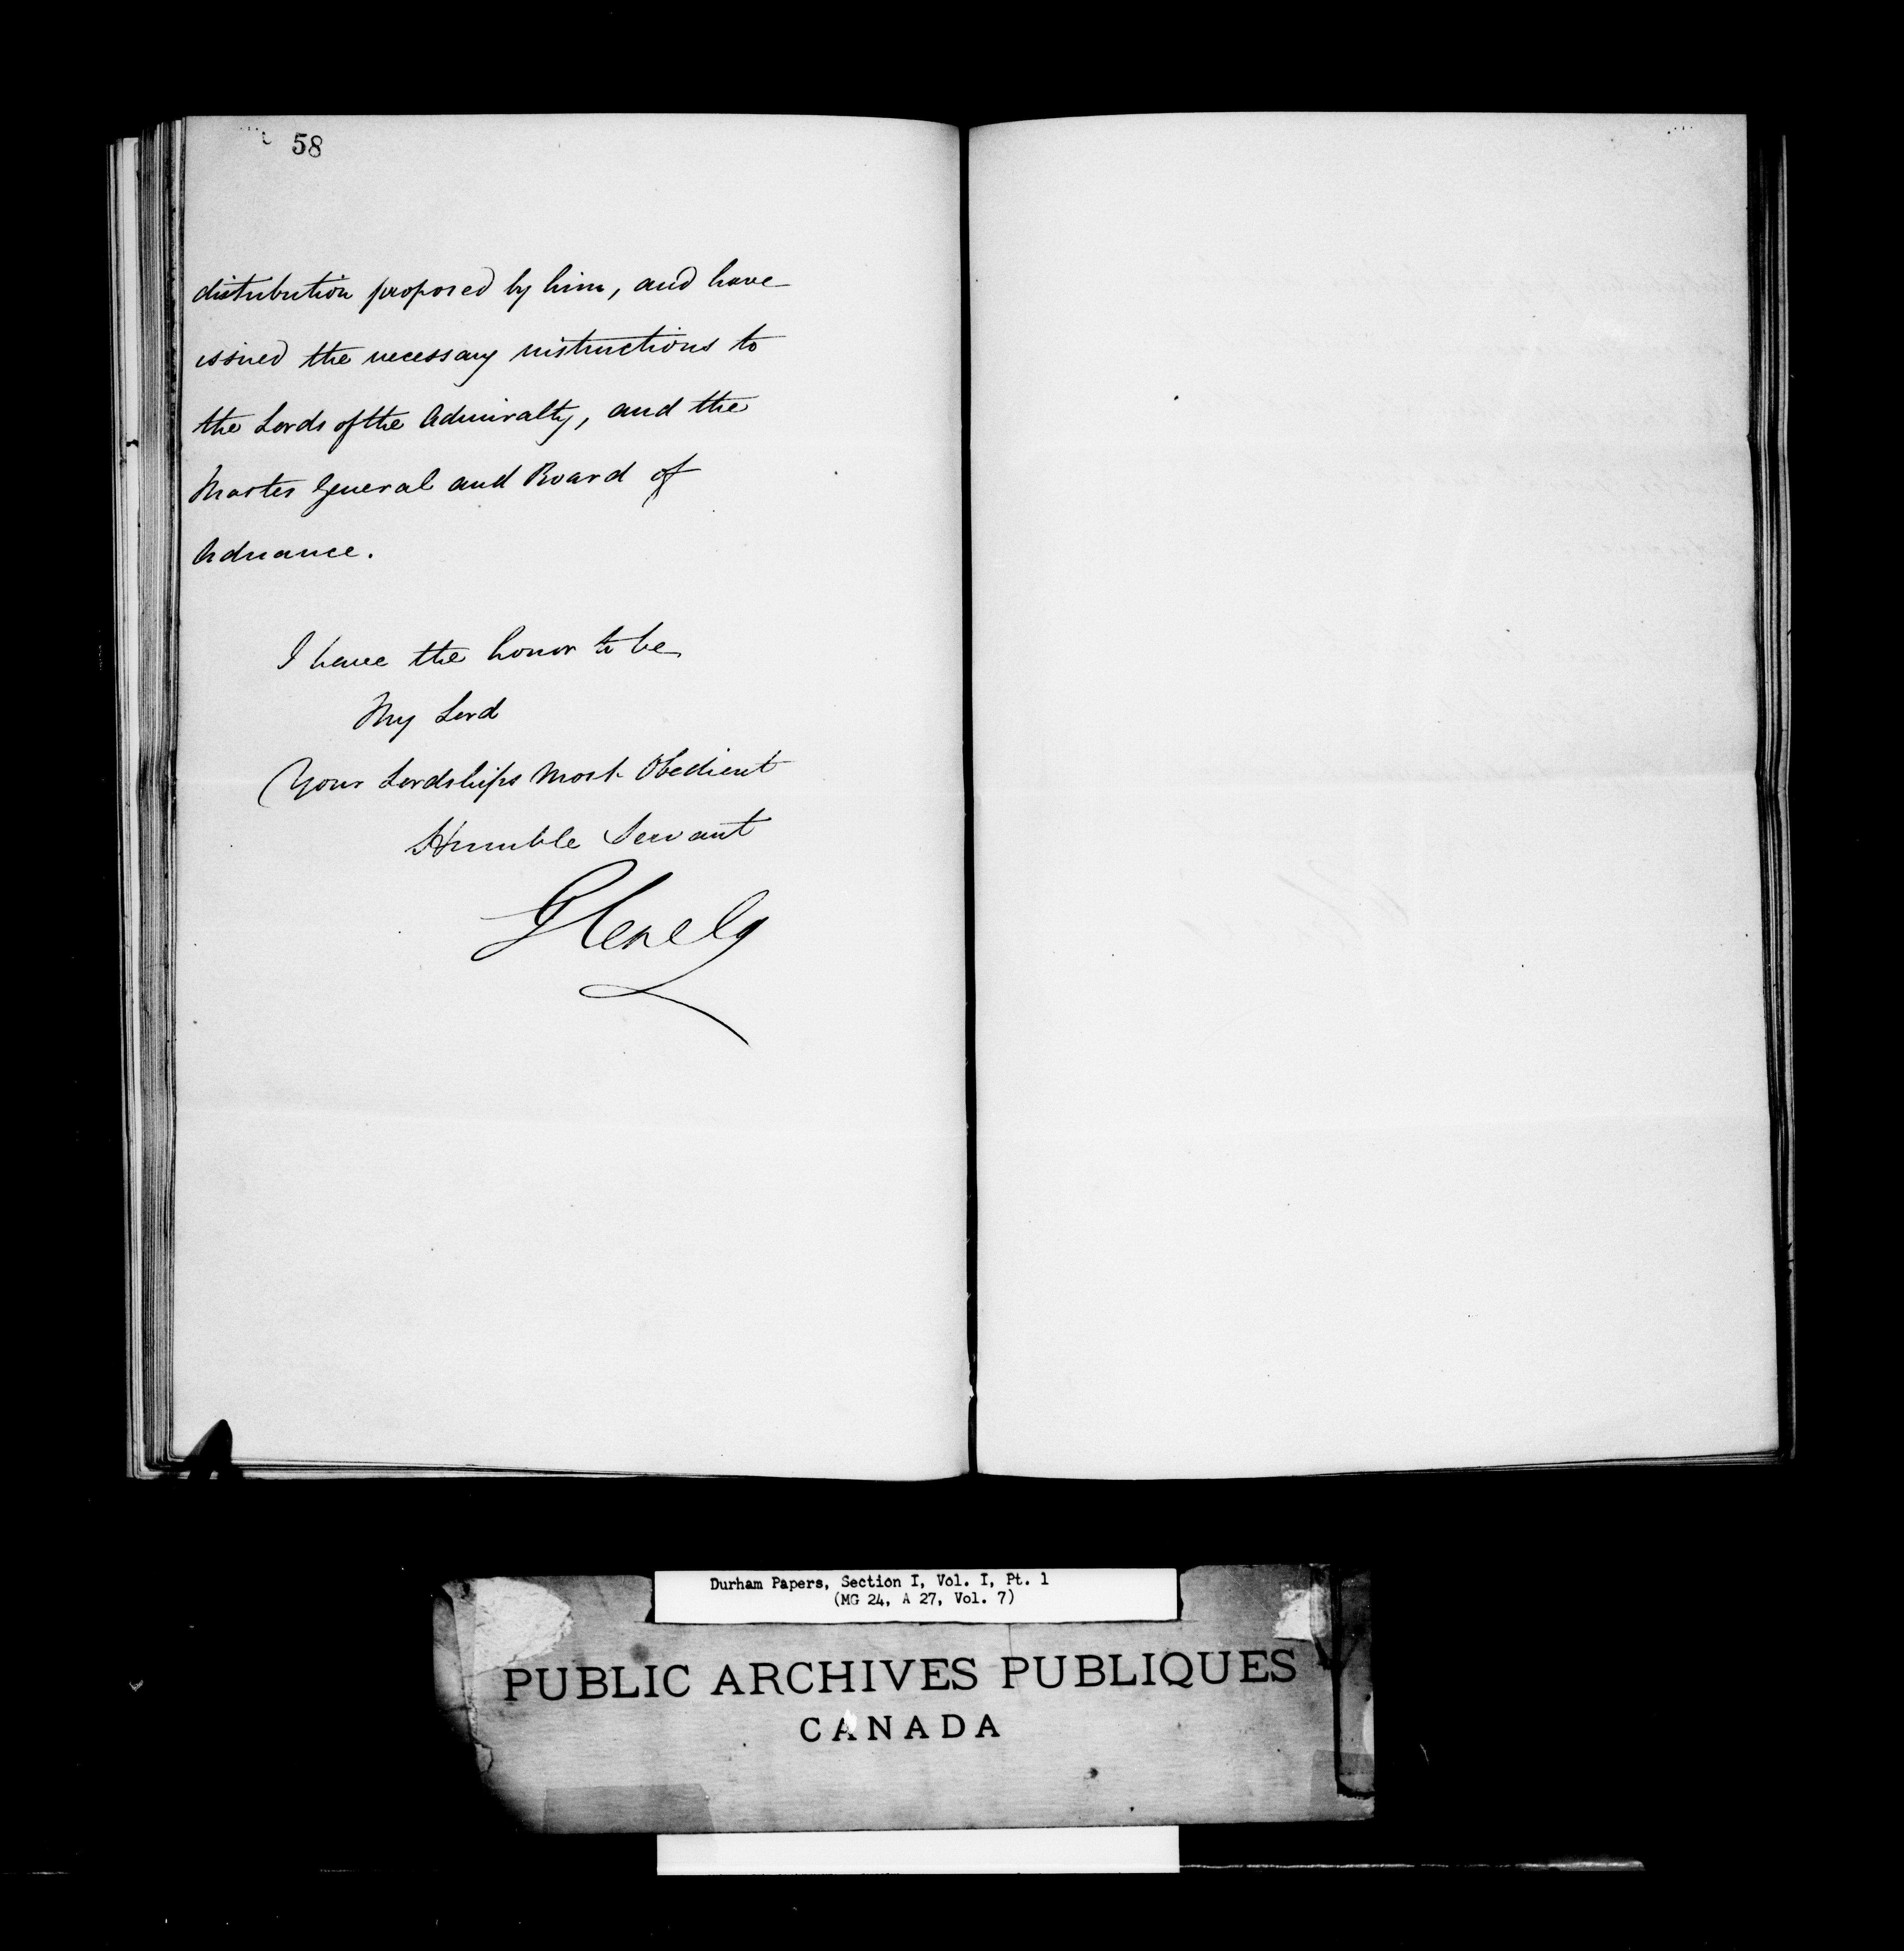 58
distribution proposed by him, and have
issued the necessary instructions to
the Lords of the Admiralty, and the
Master General and Board of
Ordnance.
I have the honor to be
My Lord
Your Lordships Most Obedient
Humble Servant
Glenelg
Durham Papers, Section I, Vol. I, Pt. 1
(MG 24, A 27, Vol. 7)
PUBLIC ARCHIVES PUBLIQUES
CANADA